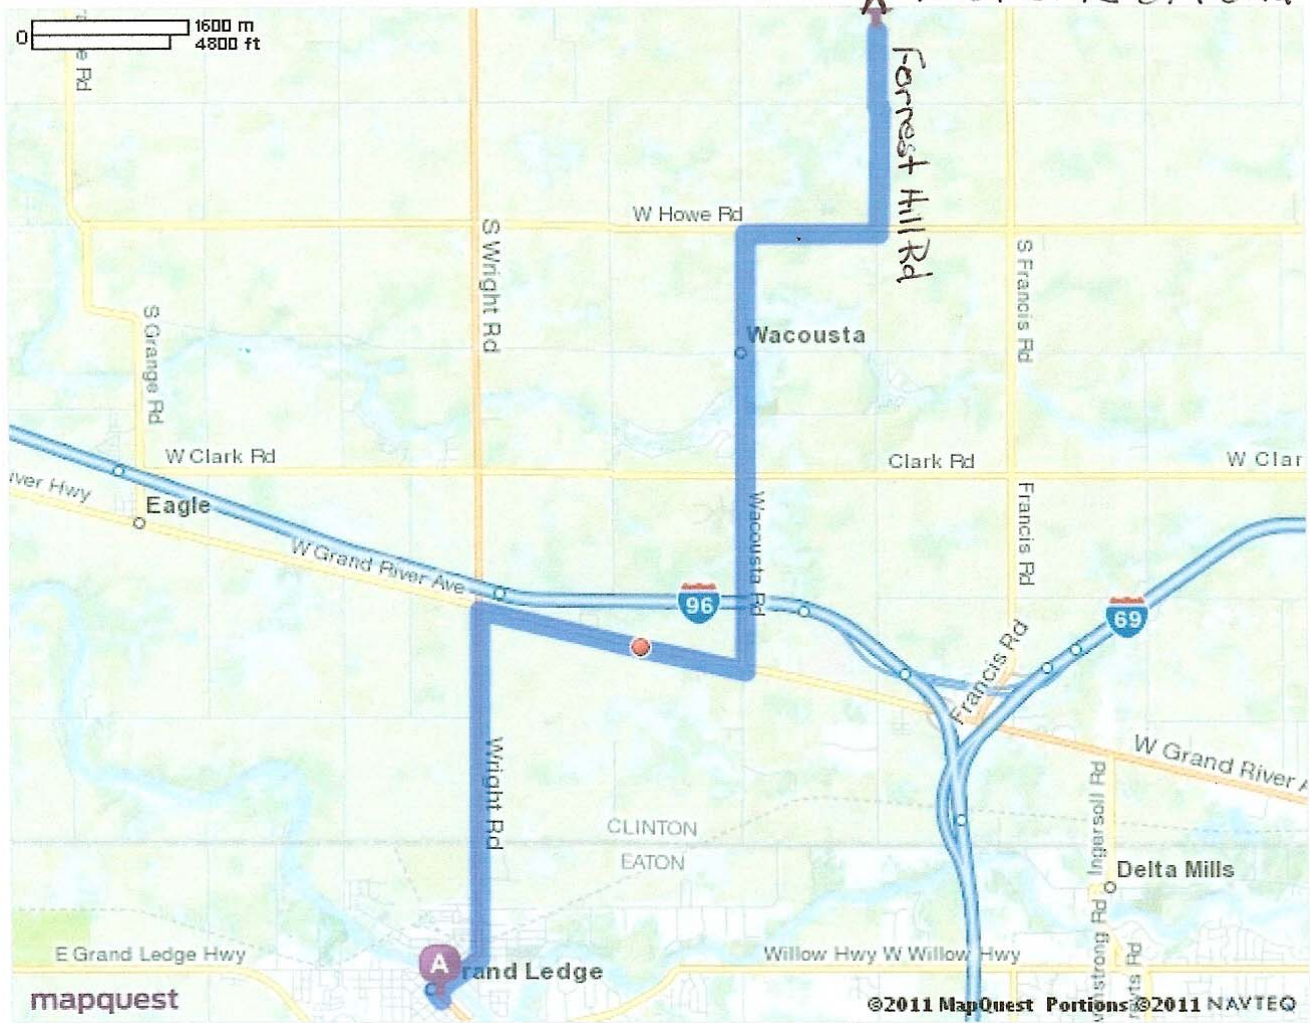 0
1600 m
4800 ft
e Rd
Forrest Hill Rd
W Howe Rd
S Wright Rd
S Francis Rd
S Grange Rd
Wacousta
W Clark Rd
Clark Rd
W Clar
iver Hwy
Eagle
Wacousta Rd
Francis Rd
W Grand River Ave
96
69
Francis Rd
W Grand River A
Wright Rd
CLINTON
EATON
Ingersoll Rd
Delta Mills
E Grand Ledge Hwy
A
rand Ledge
Willow Hwy
W Willow Hwy
mapquest
©2011 MapQuest Portions ©2011 NAVTEQ